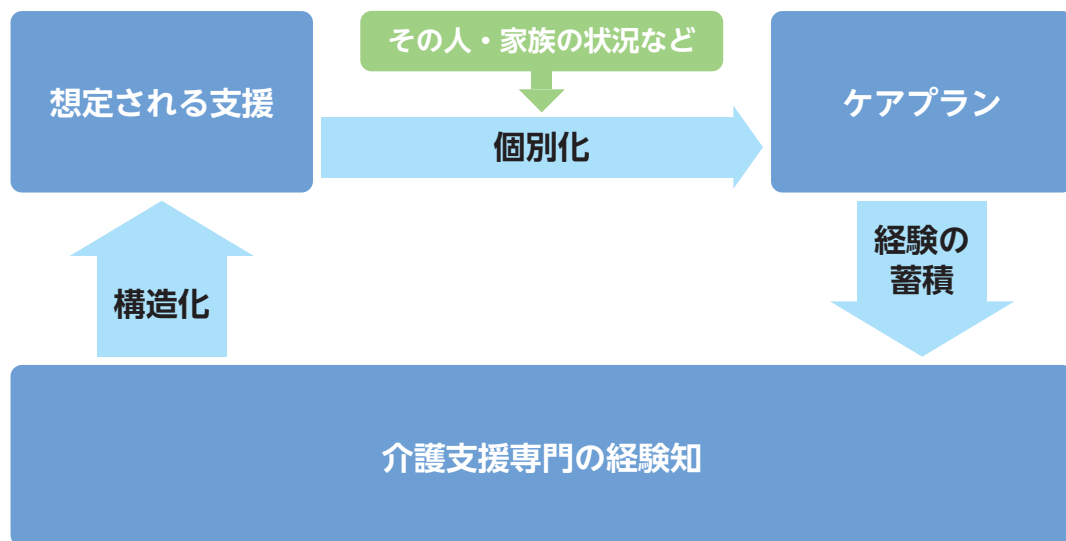 その人・家族の状況など
想定される支援
ケアプラン
個別化
経験の
蓄積
構造化
介護支援専門の経験知